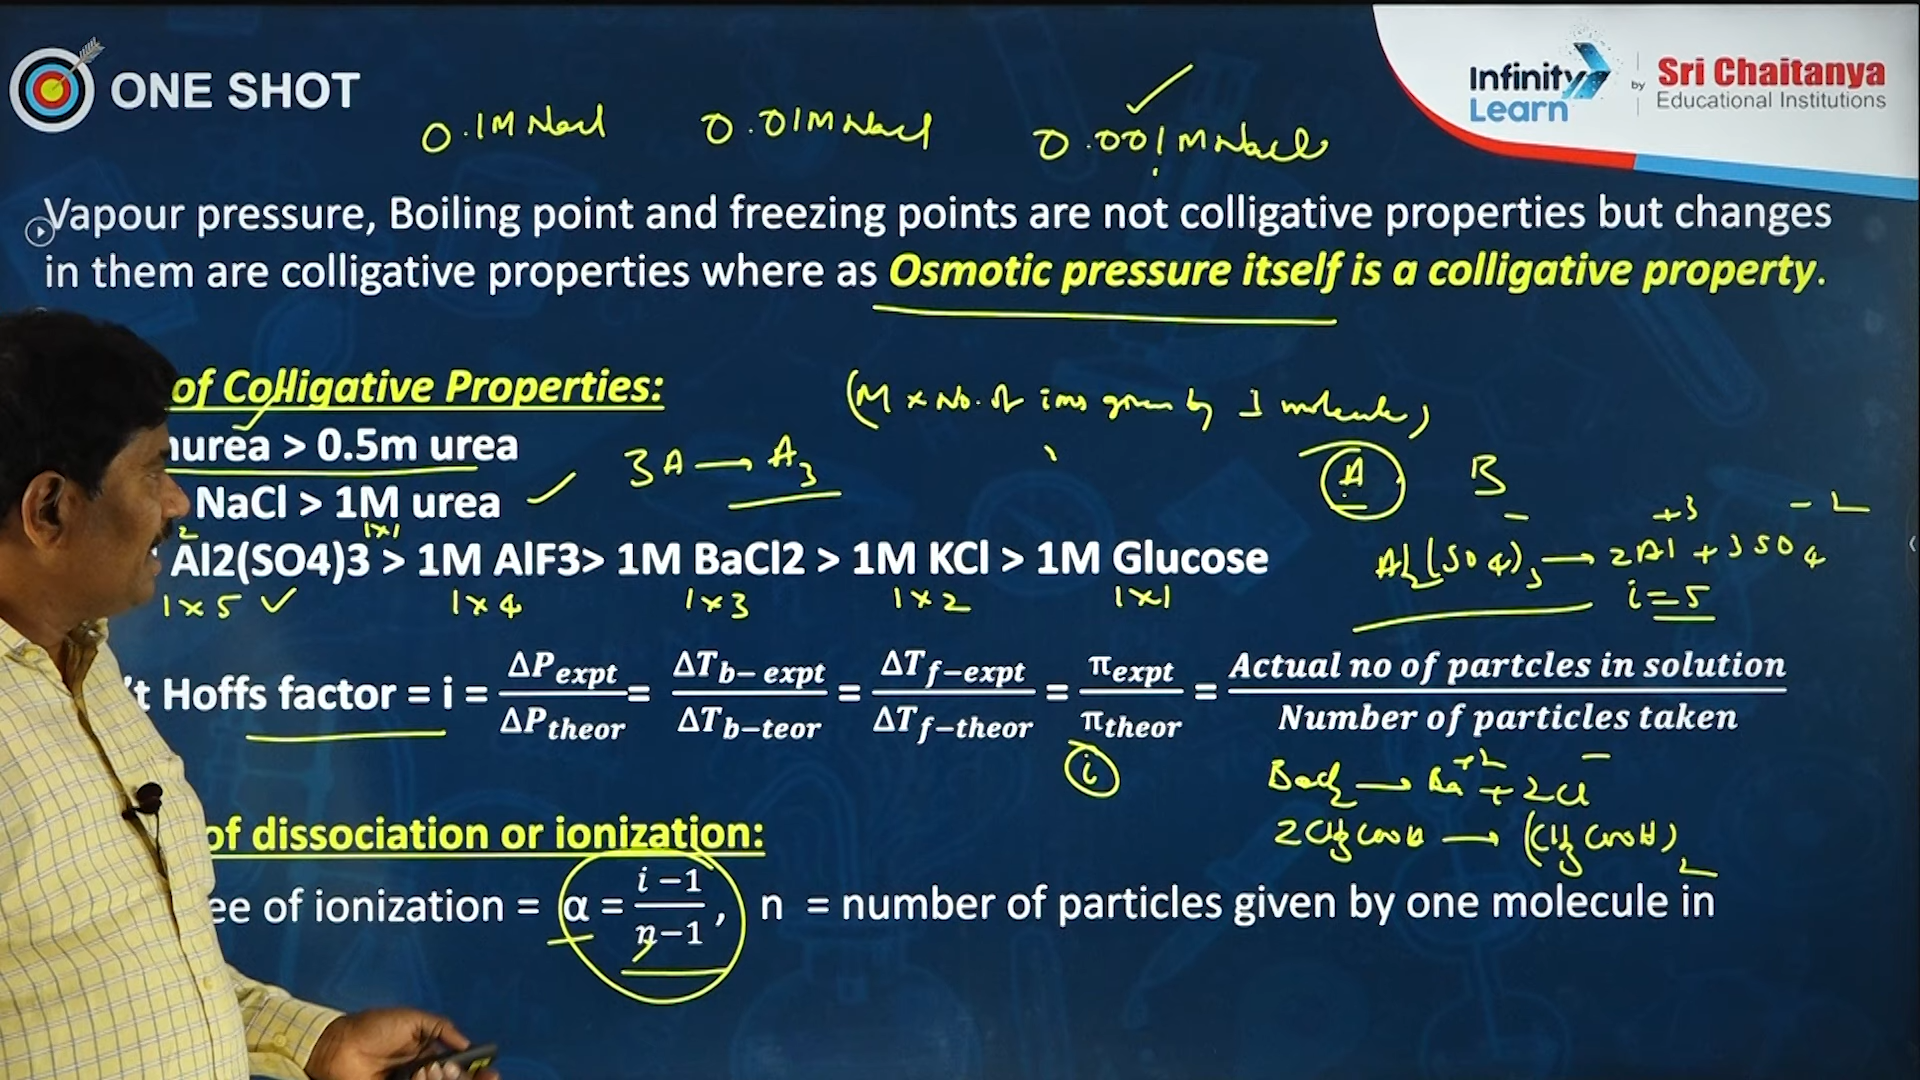 ONE SHOT
Infinity Learn by Sri Chaitanya Educational Institutions
0.1M NaCl 0.01M NaCl 0.001M NaCl
Vapour pressure, Boiling point and freezing points are not colligative properties but changes
in them are colligative properties where as Osmotic pressure itself is a colligative property.
of Colligative Properties:
(M × No. of ions given by 1 molecule)
urea > 0.5m urea
3A → A3
A B
NaCl > 1M urea
2 1×1
Al2(SO4)3 > 1M AlF3> 1M BaCl2 > 1M KCl > 1M Glucose
Al2(SO4)3 → 2Al+3 + 3SO4-2
1×5 1×4 1×3 1×2 1×1
i=5
't Hoffs factor = i = ΔPexpt/ΔPtheor = ΔTb−expt/ΔTb−teor = ΔTf−expt/ΔTf−theor = πexpt/πtheor = Actual no of partcles in solution/Number of particles taken
i
BaCl2 → Ba+2 + 2Cl−
2CH3COOH → (CH3COOH)2
of dissociation or ionization:
ee of ionization = α = i−1/n−1, n = number of particles given by one molecule in